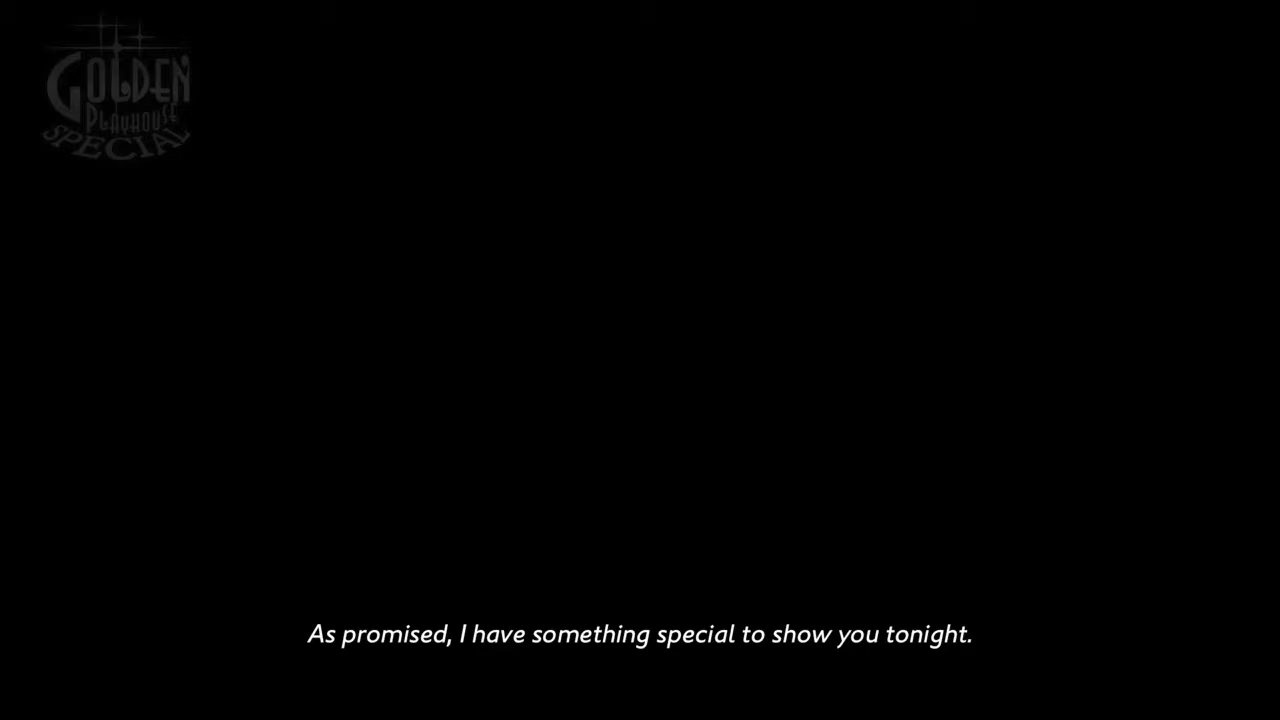 GOLDEN
PLAYHOUSE
SPECIAL
As promised, I have something special to show you tonight.